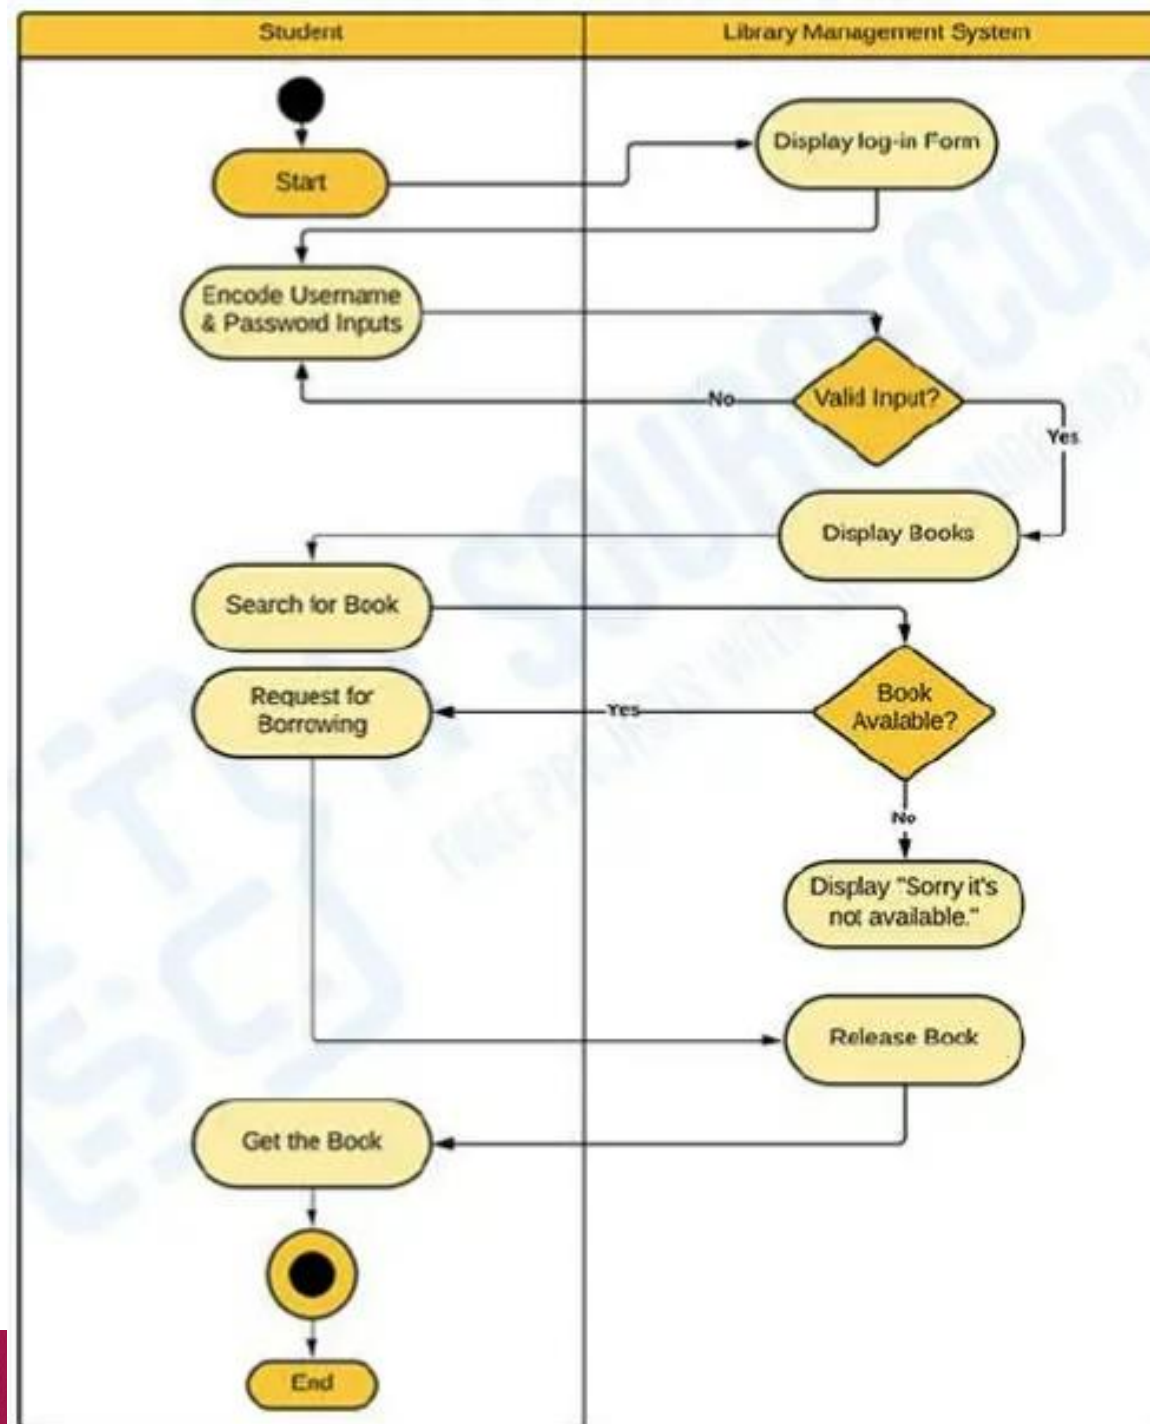 Student
Library Management System
Display log-in Form
Start
Encode Username
& Password Inputs
No
Valid Input?
Yes
Display Books
Search for Book
Request for
Borrowing
Yes
Book
Avalable?
No
Display "Sorry it's
not available."
Release Book
Get the Book
End